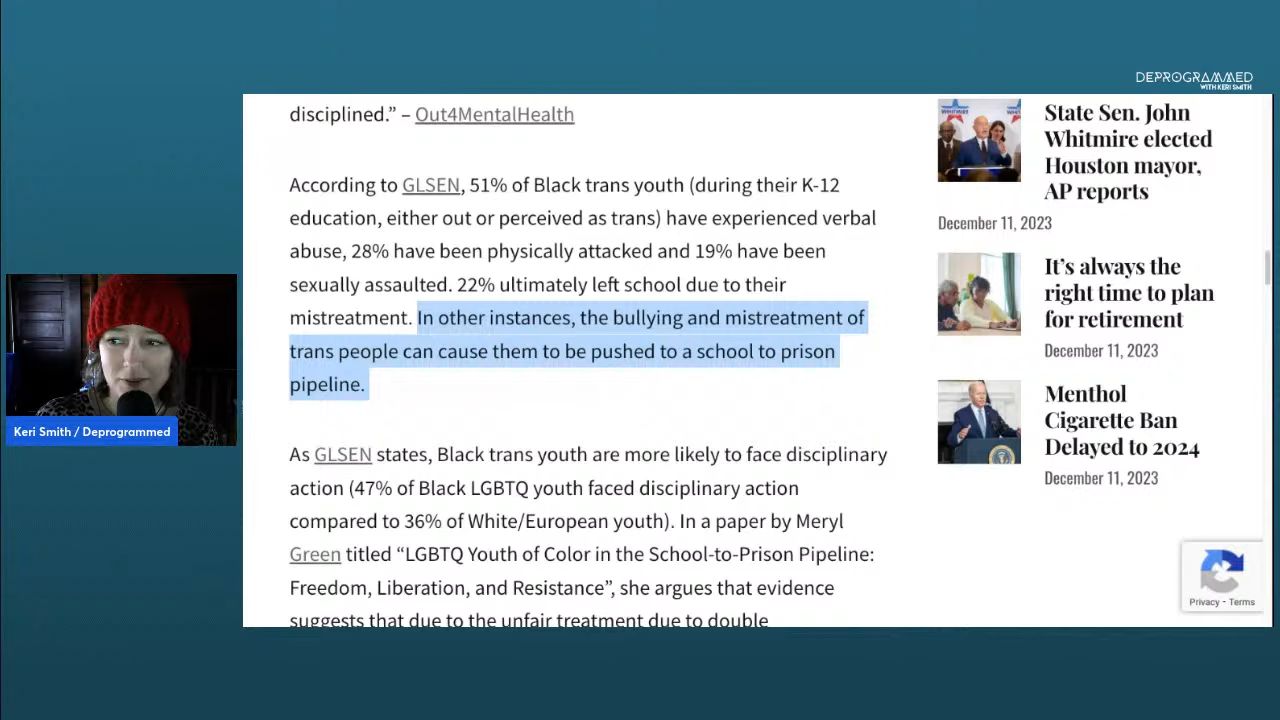 DEPROGRAMMED
WITH KERI SMITH
disciplined.” – Out4MentalHealth
According to GLSEN, 51% of Black trans youth (during their K-12
education, either out or perceived as trans) have experienced verbal
abuse, 28% have been physically attacked and 19% have been
sexually assaulted. 22% ultimately left school due to their
mistreatment. In other instances, the bullying and mistreatment of
trans people can cause them to be pushed to a school to prison
pipeline.
As GLSEN states, Black trans youth are more likely to face disciplinary
action (47% of Black LGBTQ youth faced disciplinary action
compared to 36% of White/European youth). In a paper by Meryl
Green titled “LGBTQ Youth of Color in the School-to-Prison Pipeline:
Freedom, Liberation, and Resistance”, she argues that evidence
suggests that due to the unfair treatment due to double
State Sen. John
Whitmire elected
Houston mayor,
AP reports
December 11, 2023
It’s always the
right time to plan
for retirement
December 11, 2023
Menthol
Cigarette Ban
Delayed to 2024
December 11, 2023
Privacy - Terms
Keri Smith / Deprogrammed
WHITMIRE